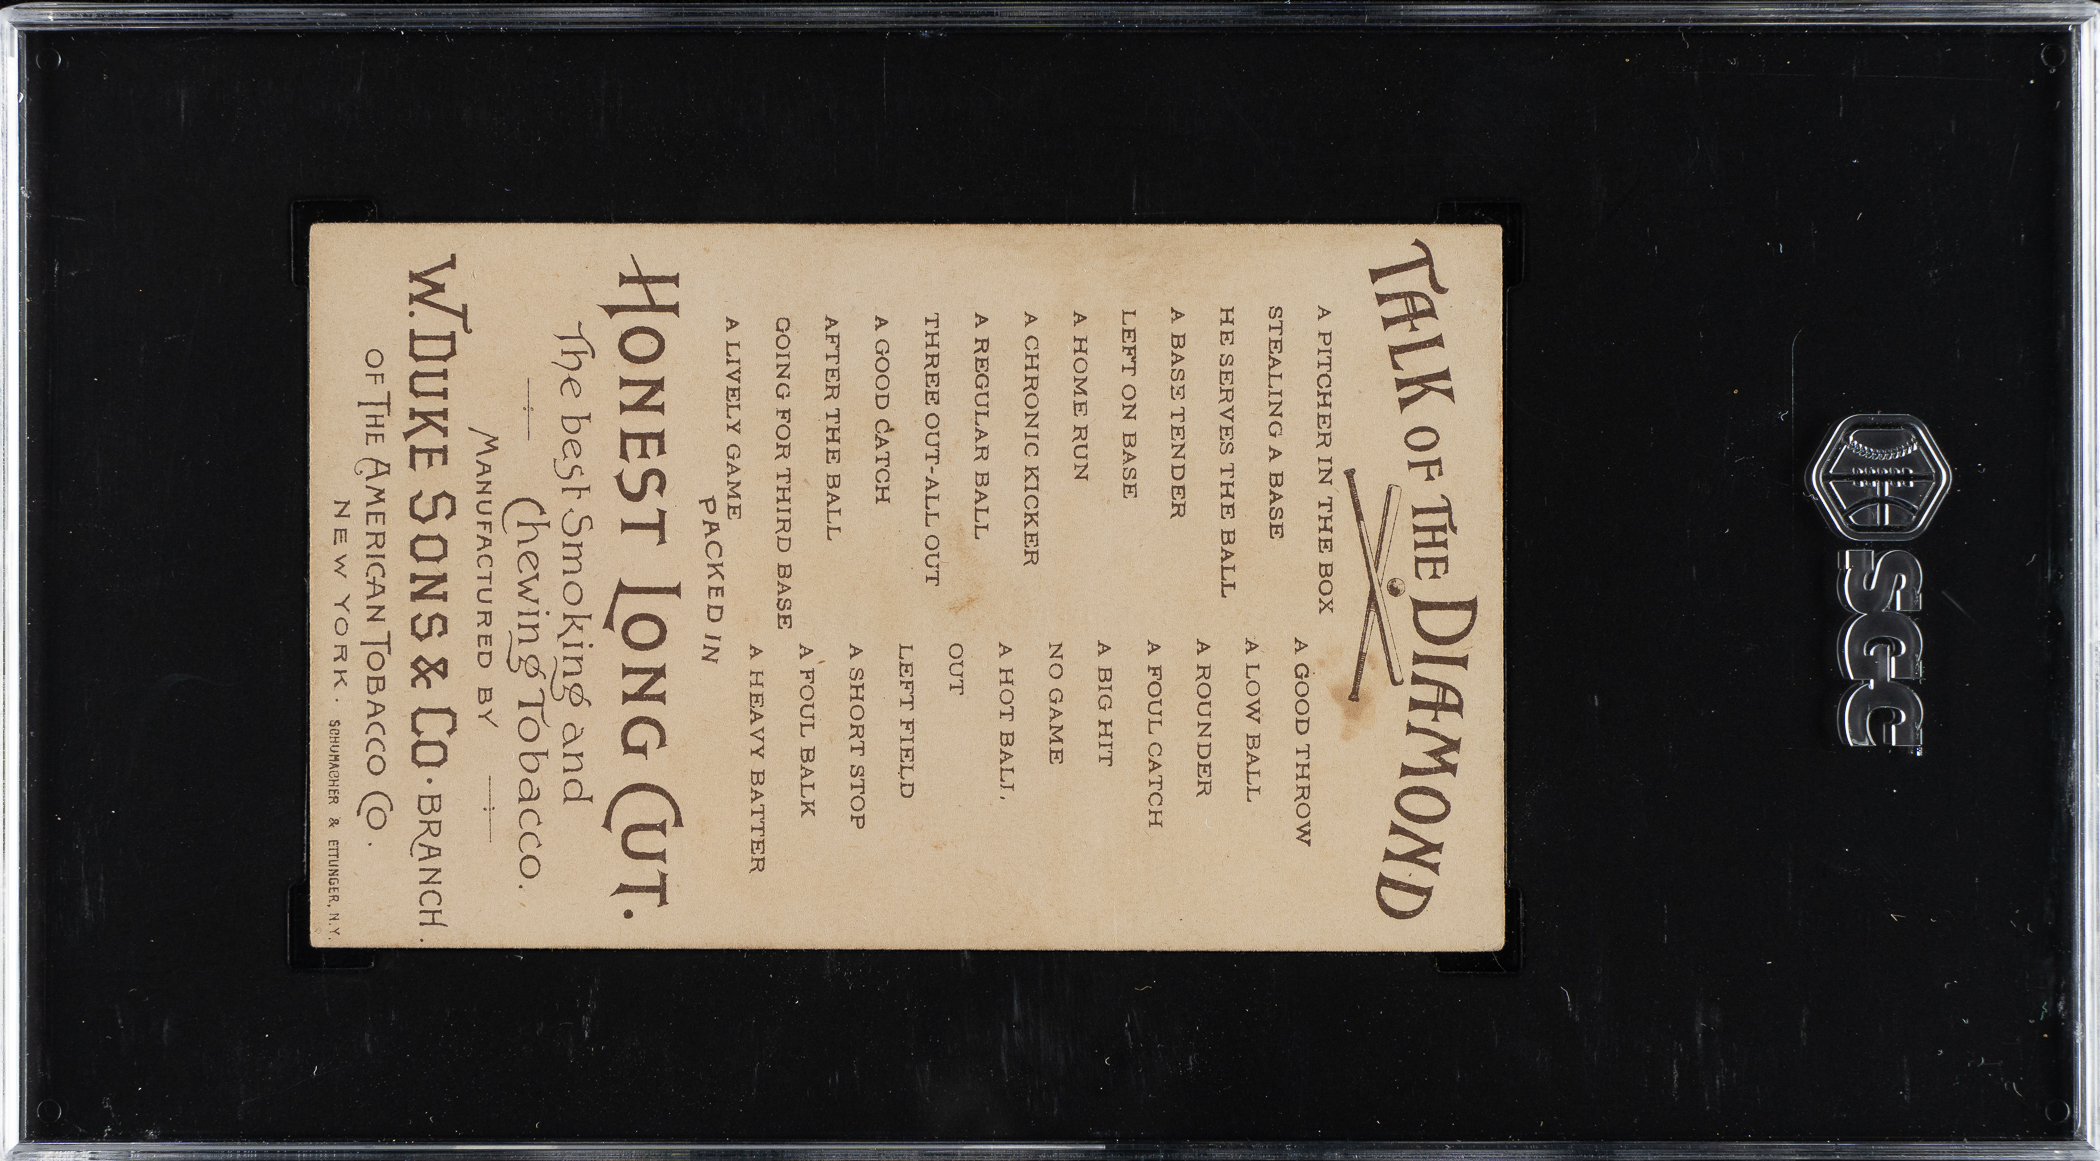 TALK OF THE DIAMOND
A PITCHER IN THE BOX
STEALING A BASE
HE SERVES THE BALL
A BASE TENDER
LEFT ON BASE
A HOME RUN
A CHRONIC KICKER
A REGULAR BALL
THREE OUT-ALL OUT
A GOOD CATCH
AFTER THE BALL
GOING FOR THIRD BASE
A LIVELY GAME
A GOOD THROW
A LOW BALL
A ROUNDER
A FOUL CATCH
A BIG HIT
NO GAME
A HOT BALL,
OUT
LEFT FIELD
A SHORT STOP
A FOUL BALK
A HEAVY BATTER
PACKED IN
HONEST LONG CUT.
The best Smoking and
Chewing Tobacco.
MANUFACTURED BY
W. DUKE SONS & CO. BRANCH.
OF THE AMERICAN TOBACCO CO.
NEW YORK.
SCHUMACHER & ETTLINGER, N.Y.
SGC